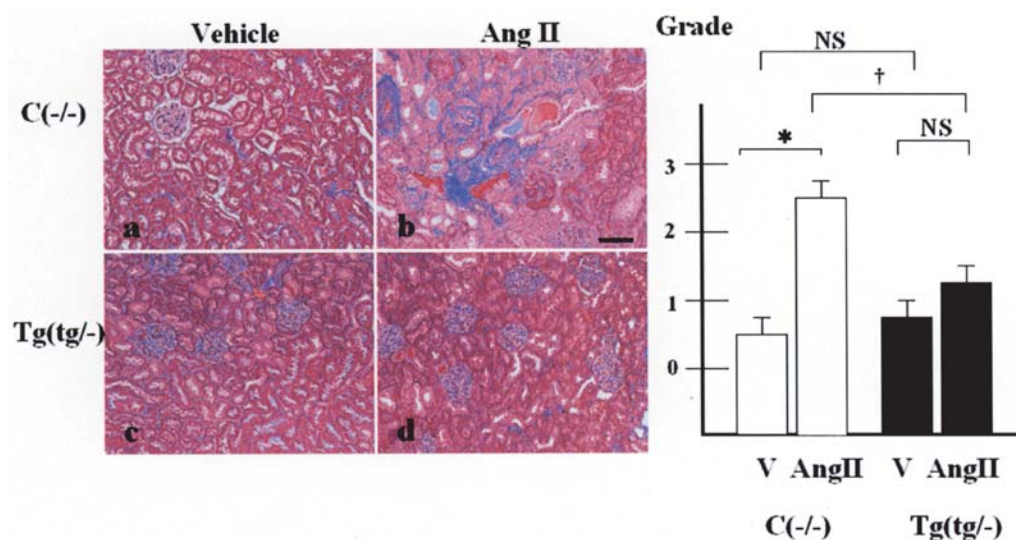 Vehicle
Ang II
C(-/-)
Tg(tg/-)
a
b
c
d
Grade
NS
†
NS
*
3
2
1
0
V AngII V AngII
C(-/-) Tg(tg/-)